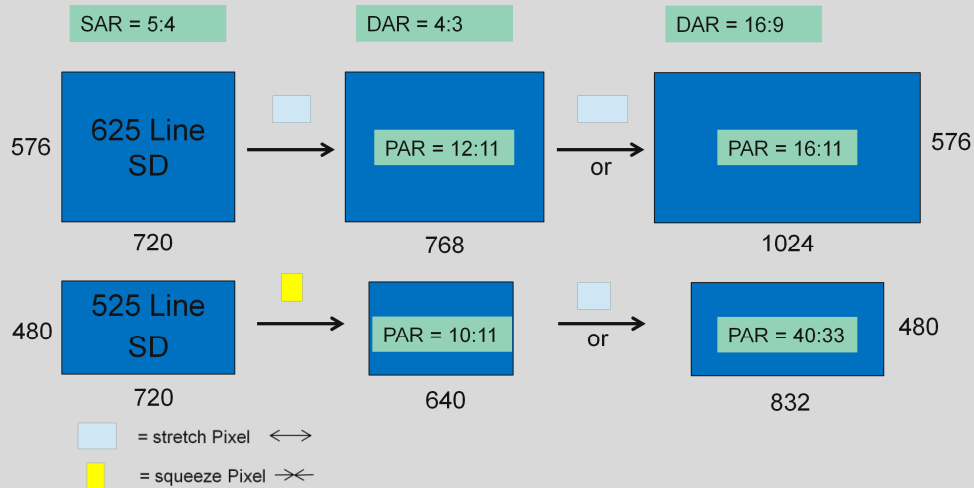 SAR = 5:4
DAR = 4:3
DAR = 16:9
576
625 Line
SD
PAR = 12:11
or
PAR = 16:11
576
720
768
1024
480
525 Line
SD
PAR = 10:11
or
PAR = 40:33
480
720
640
832
= stretch Pixel
= squeeze Pixel